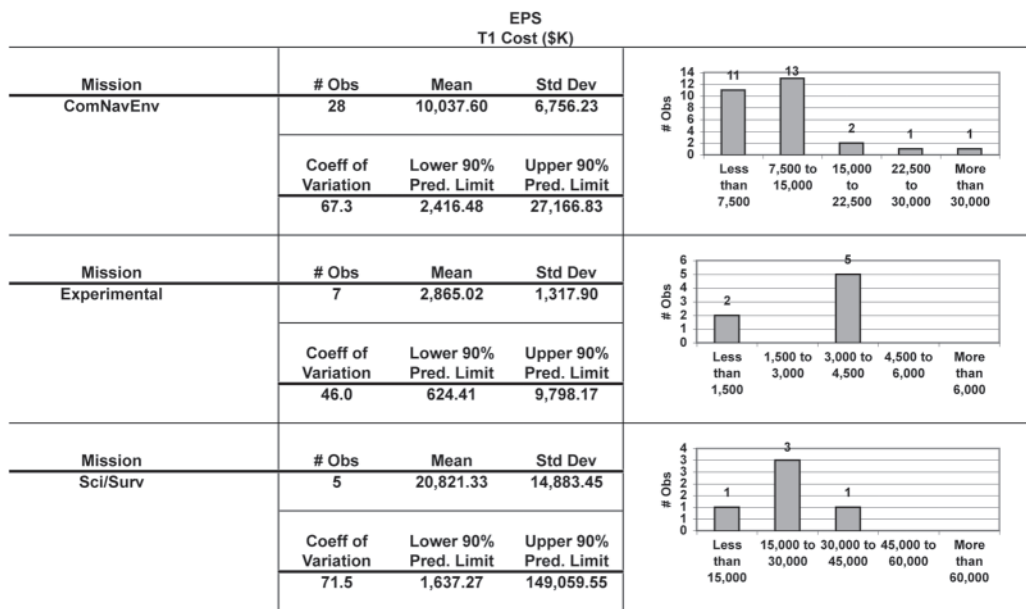 EPS
T1 Cost ($K)
Mission # Obs Mean Std Dev
ComNavEnv 28 10,037.60 6,756.23
Coeff of Lower 90% Upper 90%
Variation Pred. Limit Pred. Limit
67.3 2,416.48 27,166.83
# Obs
14
12
10
8
6
4
2
0
11 13 2 1 1
Less 7,500 to 15,000 22,500 More
than 15,000 to to than
7,500 22,500 30,000 30,000
Mission # Obs Mean Std Dev
Experimental 7 2,865.02 1,317.90
Coeff of Lower 90% Upper 90%
Variation Pred. Limit Pred. Limit
46.0 624.41 9,798.17
# Obs
6
5
4
3
2
1
0
2 5
Less 1,500 to 3,000 to 4,500 to More
than 3,000 4,500 6,000 than
1,500 6,000
Mission # Obs Mean Std Dev
Sci/Surv 5 20,821.33 14,883.45
Coeff of Lower 90% Upper 90%
Variation Pred. Limit Pred. Limit
71.5 1,637.27 149,059.55
# Obs
4
3
3
2
2
1
1
0
1 3 1
Less 15,000 to 30,000 to 45,000 to More
than 30,000 45,000 60,000 than
15,000 60,000